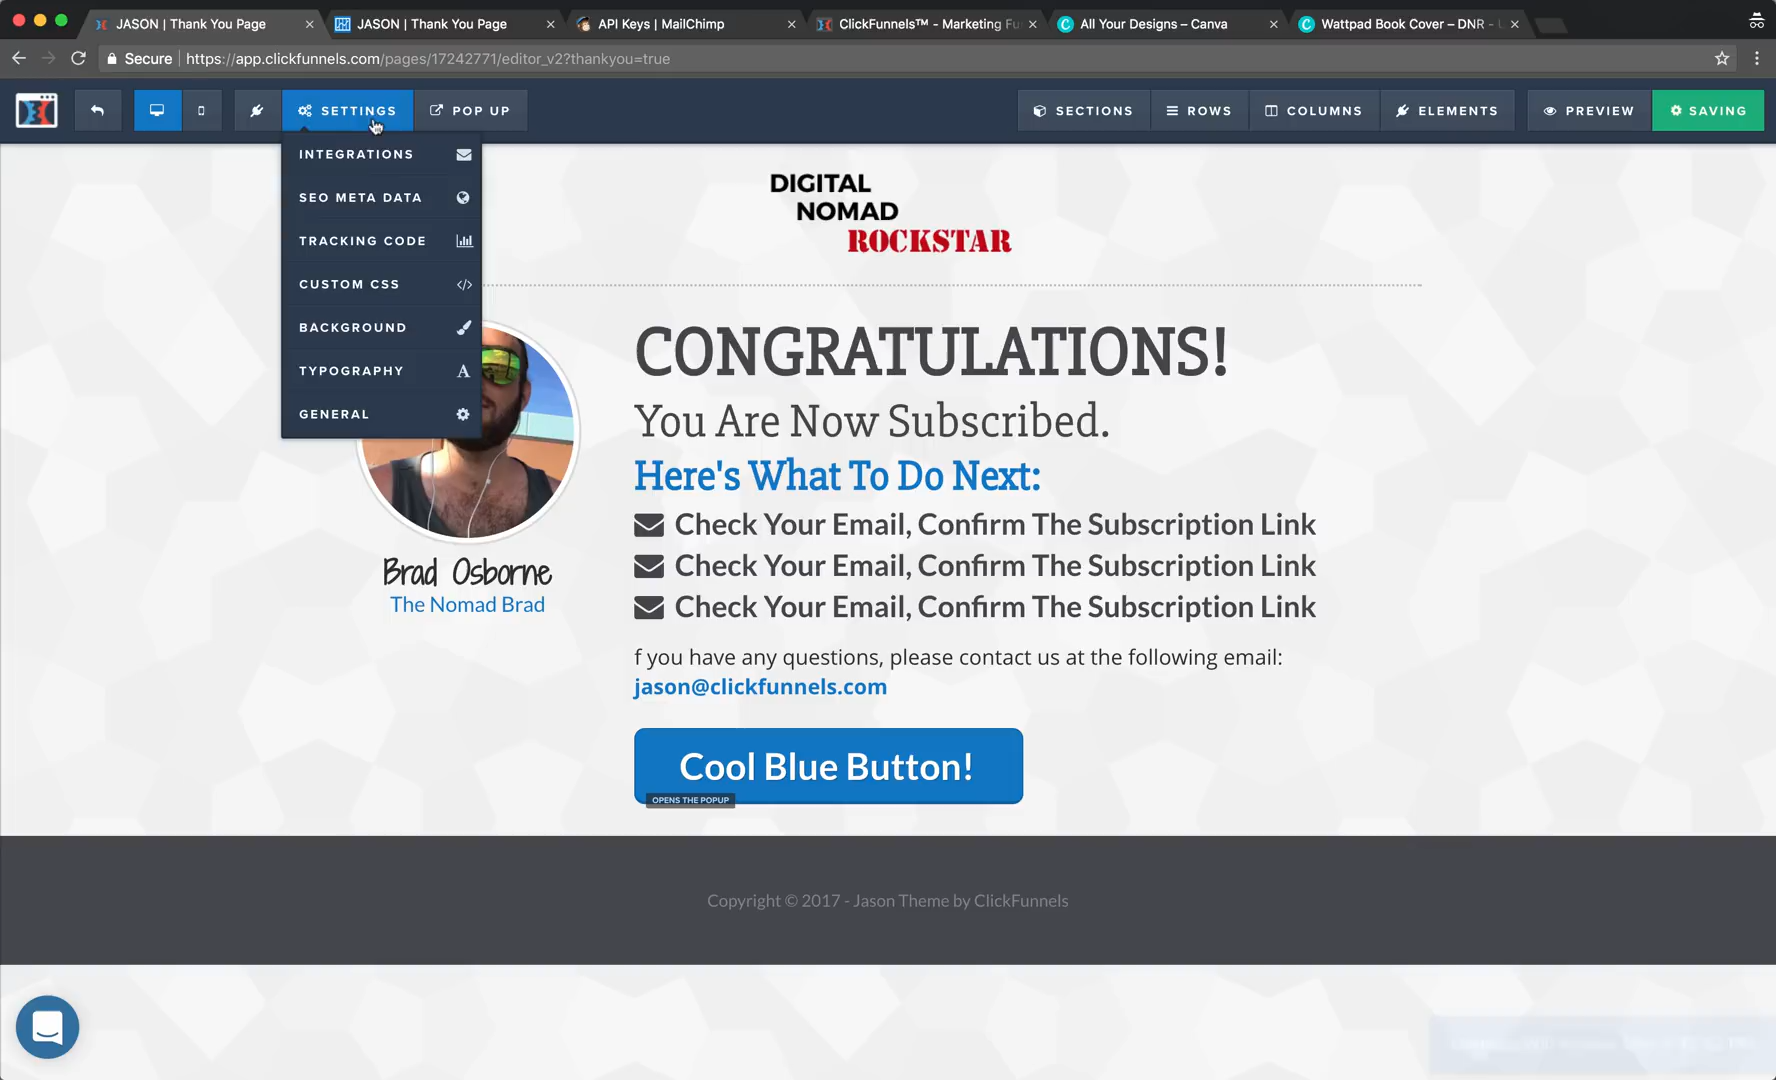 JASON | Thank You Page
JASON | Thank You Page
API Keys | MailChimp
ClickFunnels™ - Marketing Fu
All Your Designs – Canva
Wattpad Book Cover – DNR -
Secure
https://app.clickfunnels.com/pages/17242771/editor_v2?thankyou=true
SETTINGS
POP UP
SECTIONS
ROWS
COLUMNS
ELEMENTS
PREVIEW
SAVING
INTEGRATIONS
SEO META DATA
TRACKING CODE
CUSTOM CSS
BACKGROUND
TYPOGRAPHY
GENERAL
DIGITAL
NOMAD
ROCKSTAR
CONGRATULATIONS!
You Are Now Subscribed.
Here's What To Do Next:
Check Your Email, Confirm The Subscription Link
Check Your Email, Confirm The Subscription Link
Check Your Email, Confirm The Subscription Link
Brad Osborne
The Nomad Brad
f you have any questions, please contact us at the following email:
jason@clickfunnels.com
Cool Blue Button!
OPENS THE POPUP
Copyright © 2017 - Jason Theme by ClickFunnels